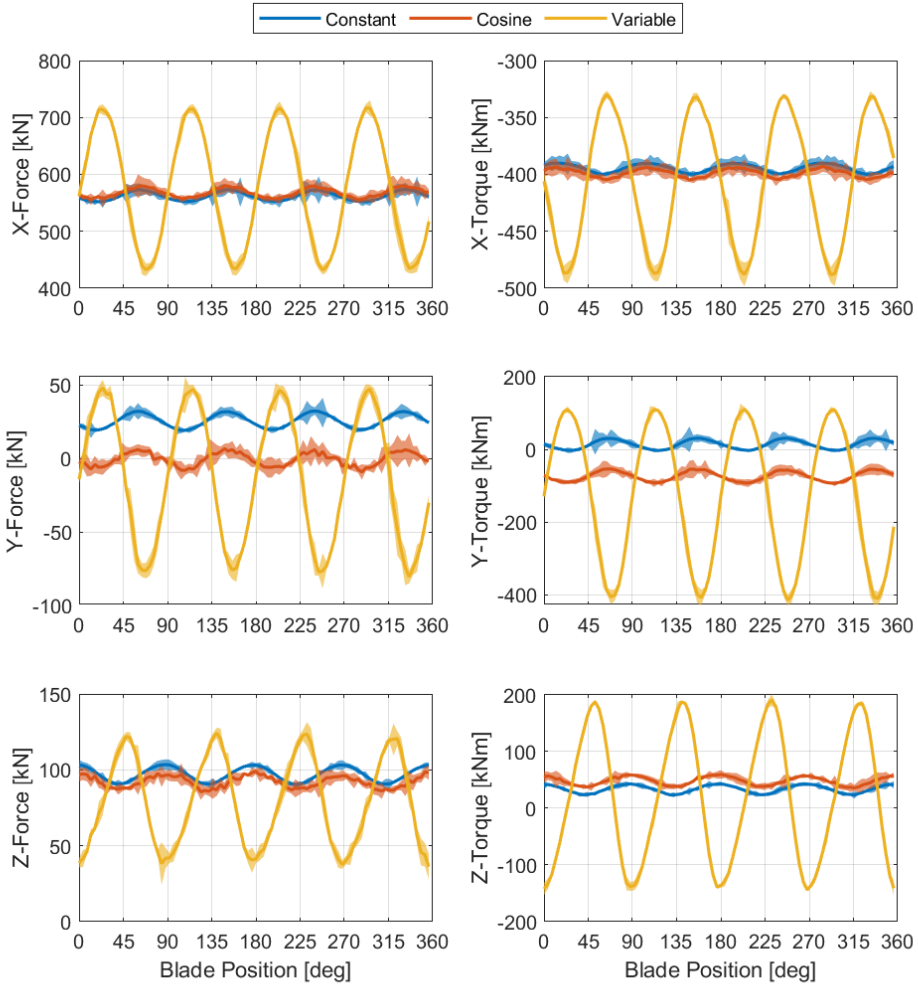 Constant Cosine Variable
X-Force [kN]
800
700
600
500
400
0 45 90 135 180 225 270 315 360
X-Torque [kNm]
-300
-350
-400
-450
-500
0 45 90 135 180 225 270 315 360
Y-Force [kN]
50
0
-50
-100
0 45 90 135 180 225 270 315 360
Y-Torque [kNm]
200
0
-200
-400
0 45 90 135 180 225 270 315 360
Z-Force [kN]
150
100
50
0
0 45 90 135 180 225 270 315 360
Blade Position [deg]
Z-Torque [kNm]
200
100
0
-100
-200
0 45 90 135 180 225 270 315 360
Blade Position [deg]